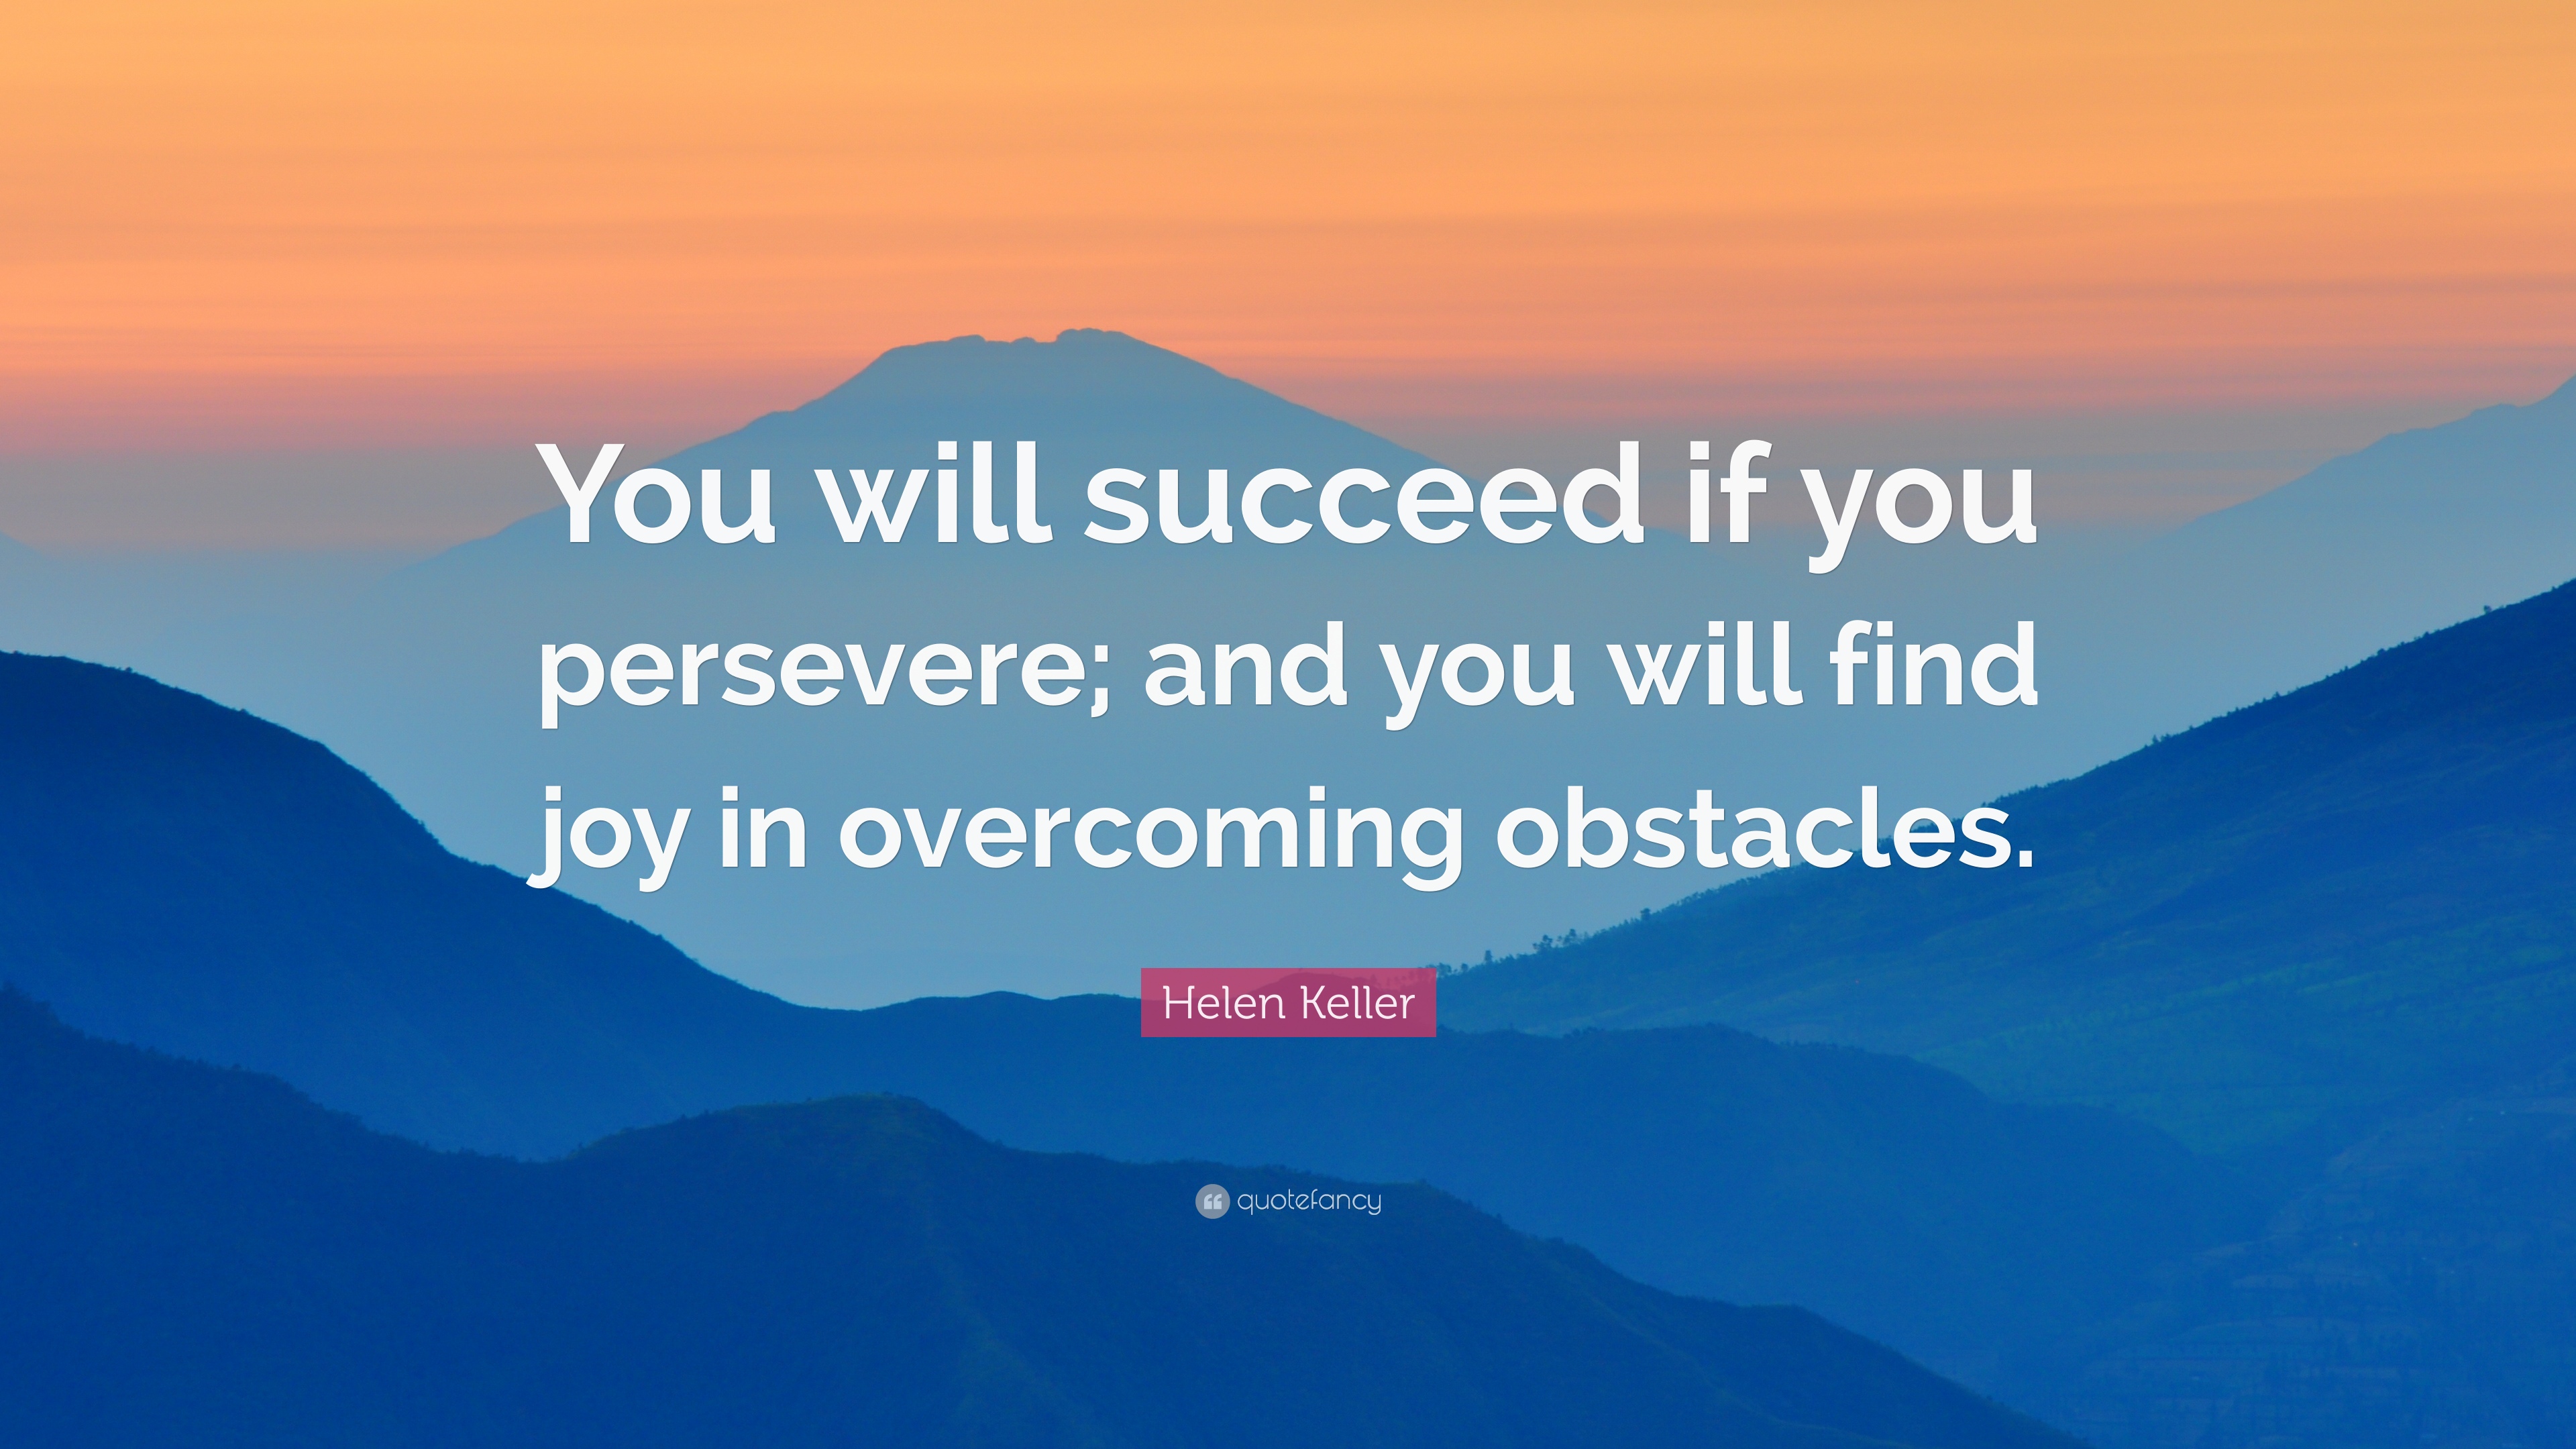 You will succeed if you
persevere; and you will find
joy in overcoming obstacles.
Helen Keller
quotefancy